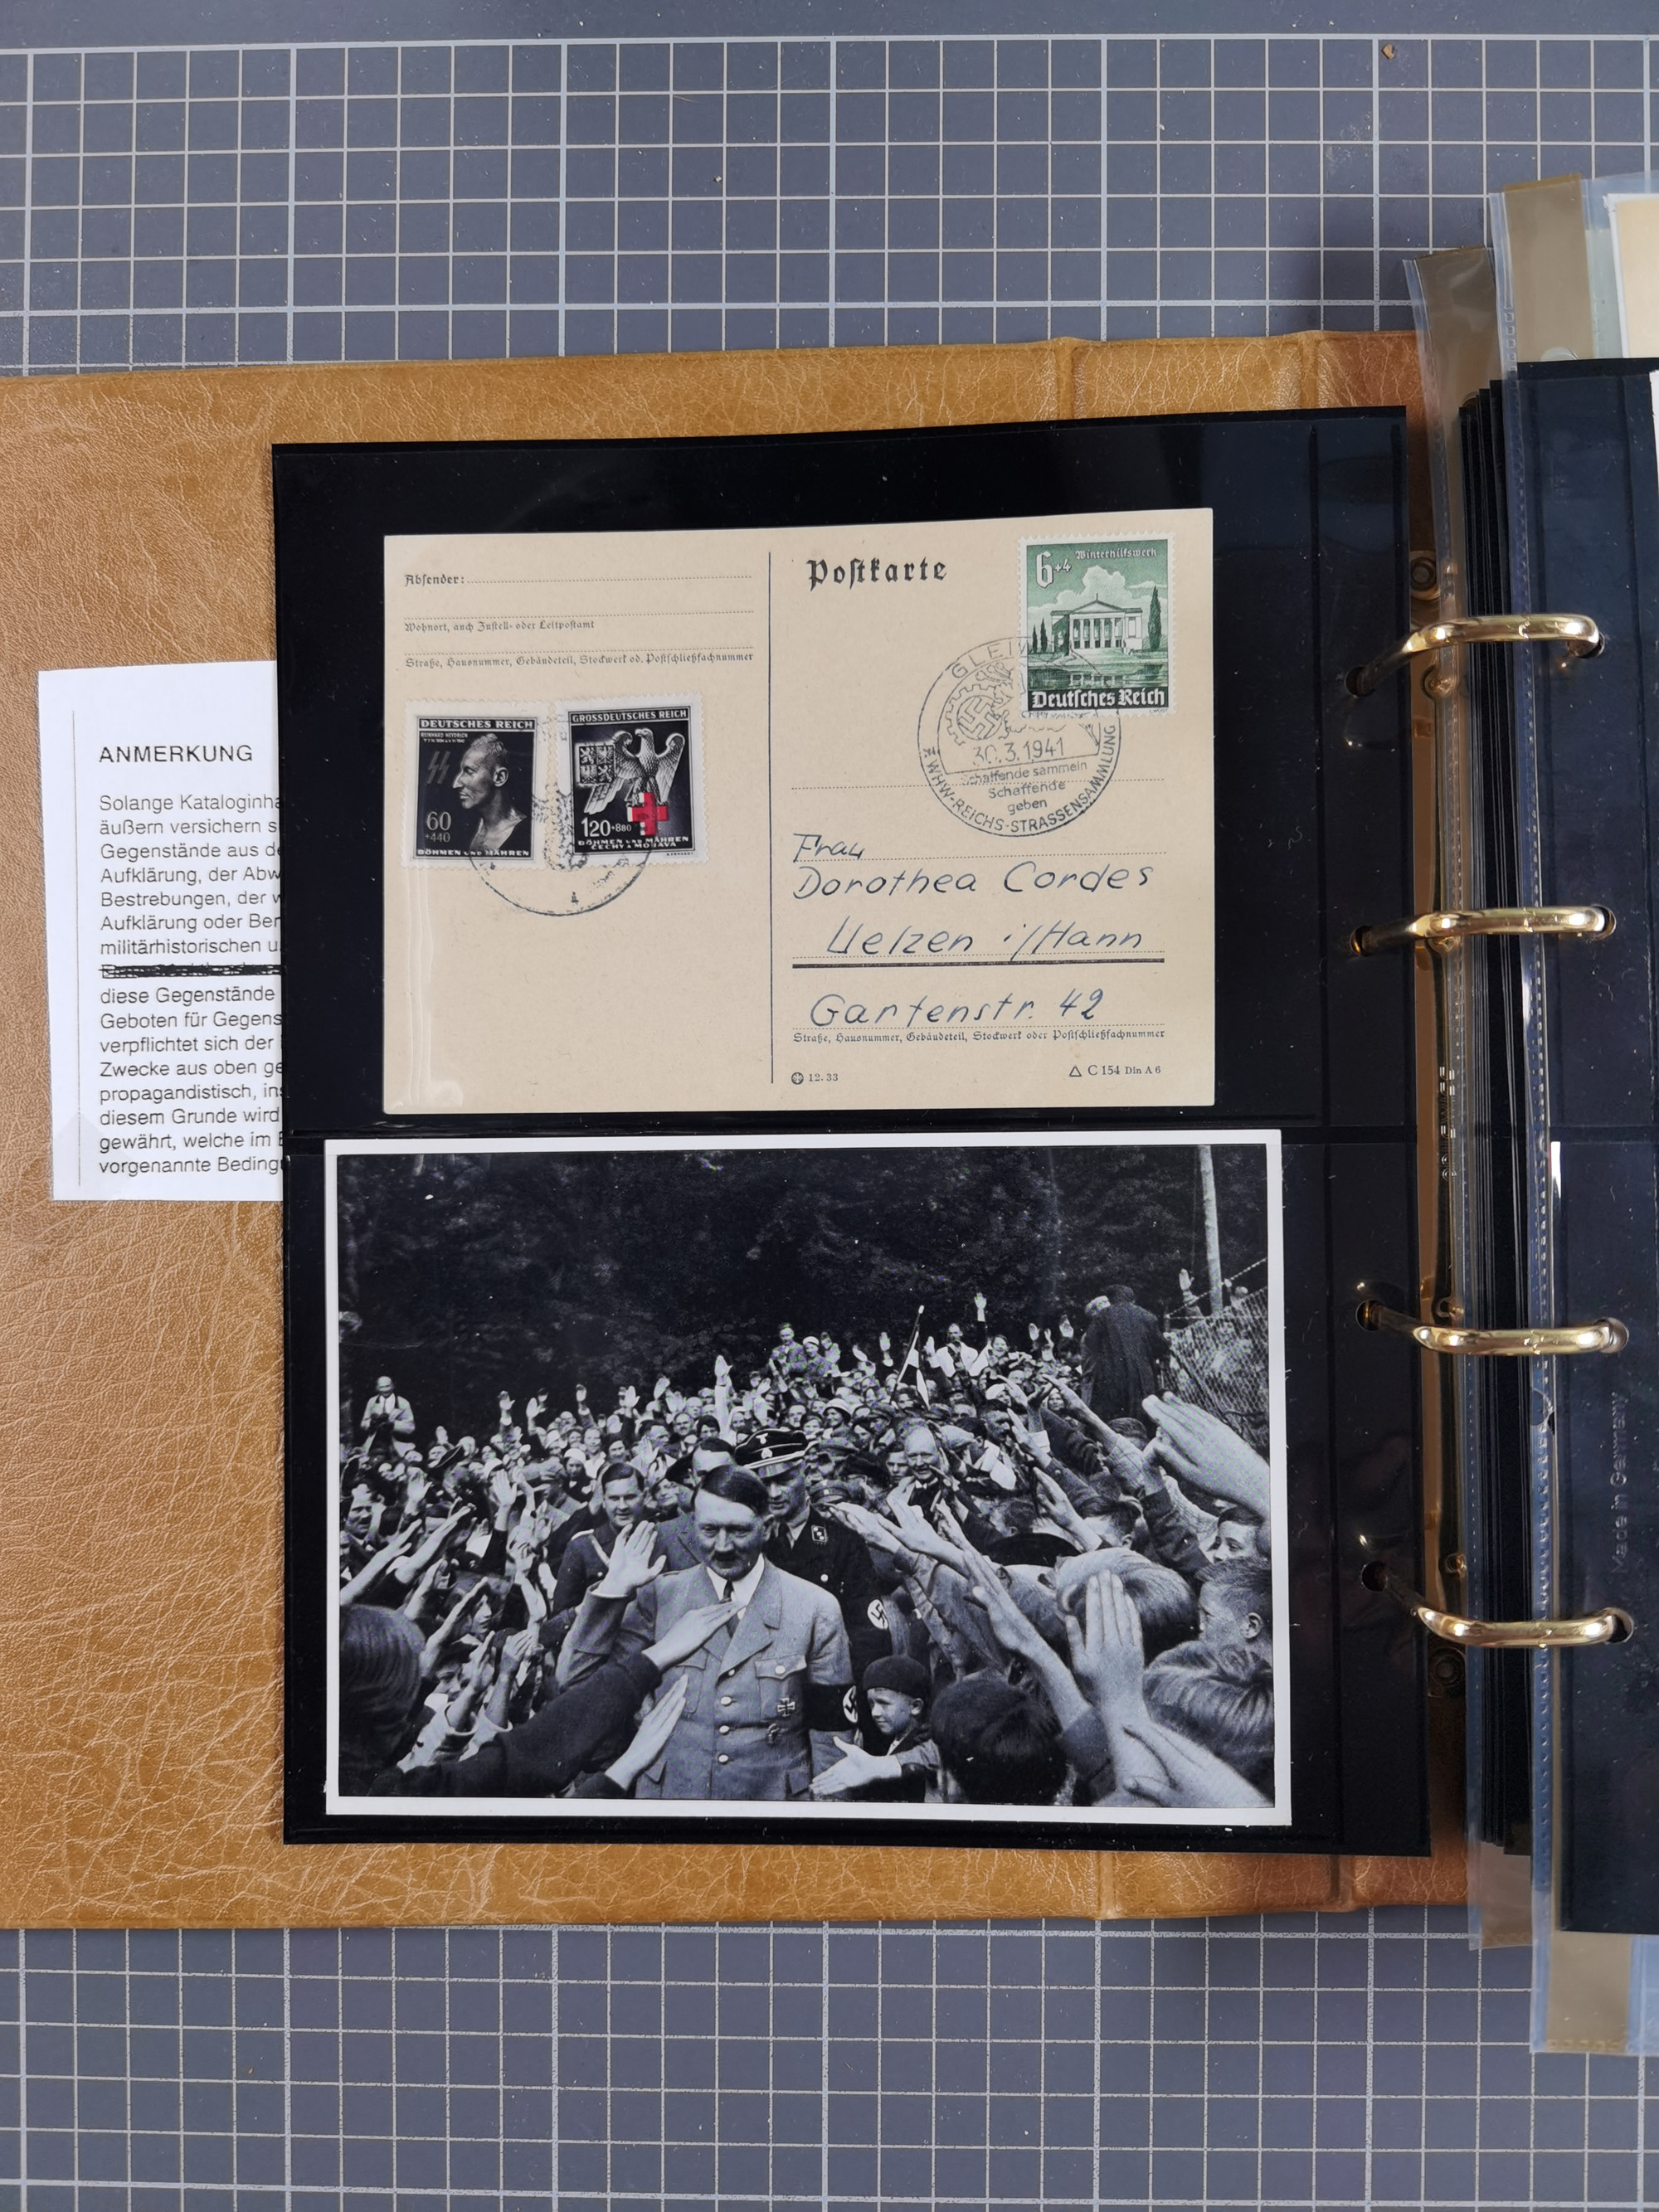 ANMERKUNG
Solange Kataloginha
äußern versichern s
Gegenstände aus de
Aufklärung, der Abw
Bestrebungen, der w
Aufklärung oder Ber
militärhistorischen u
diese Gegenstände
Geboten für Gegens
verpflichtet sich der
Zwecke aus oben ge
propagandistisch, ins
diesem Grunde wird
gewährt, welche im E
vorgenannte Bedingu
Absender:
Wohnort, auch Zustell- oder Leitpostamt
Straße, Hausnummer, Gebäudeteil, Stockwerk od. Postschließfachnummer
DEUTSCHES REICH
REINHARD HEYDRICH
60
+440
BÖHMEN UND MÄHREN
GROSSDEUTSCHES REICH
120+880
BÖHMEN UND MÄHREN
ČECHY A MORAVA
Postkarte
6+4
Winterhilfswerk
Deutsches Reich
GLEIW
30.3.1941
Schaffende sammeln
Schaffende
geben
WHW-REICHS-STRASSENSAMMLUNG
Frau
Dorothea Cordes
Uelzen i/Hann
Gartenstr. 42
Straße, Hausnummer, Gebäudeteil, Stockwerk oder Postschließfachnummer
12.33
C 154 Din A 6
Made in Germany